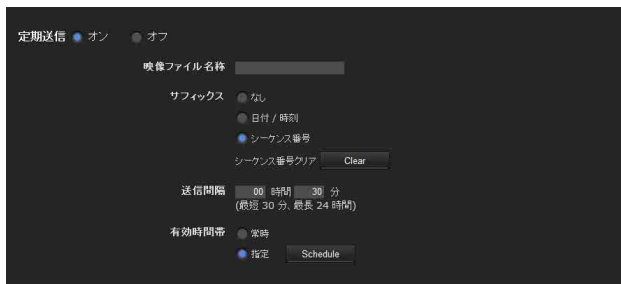 定期送信 オン オフ
映像ファイル名称
サフィックス なし
日付 / 時刻
シーケンス番号
シーケンス番号クリア Clear
送信間隔 00 時間 30 分
(最短 30 分、最長 24 時間)
有効時間帯 常時
指定 Schedule